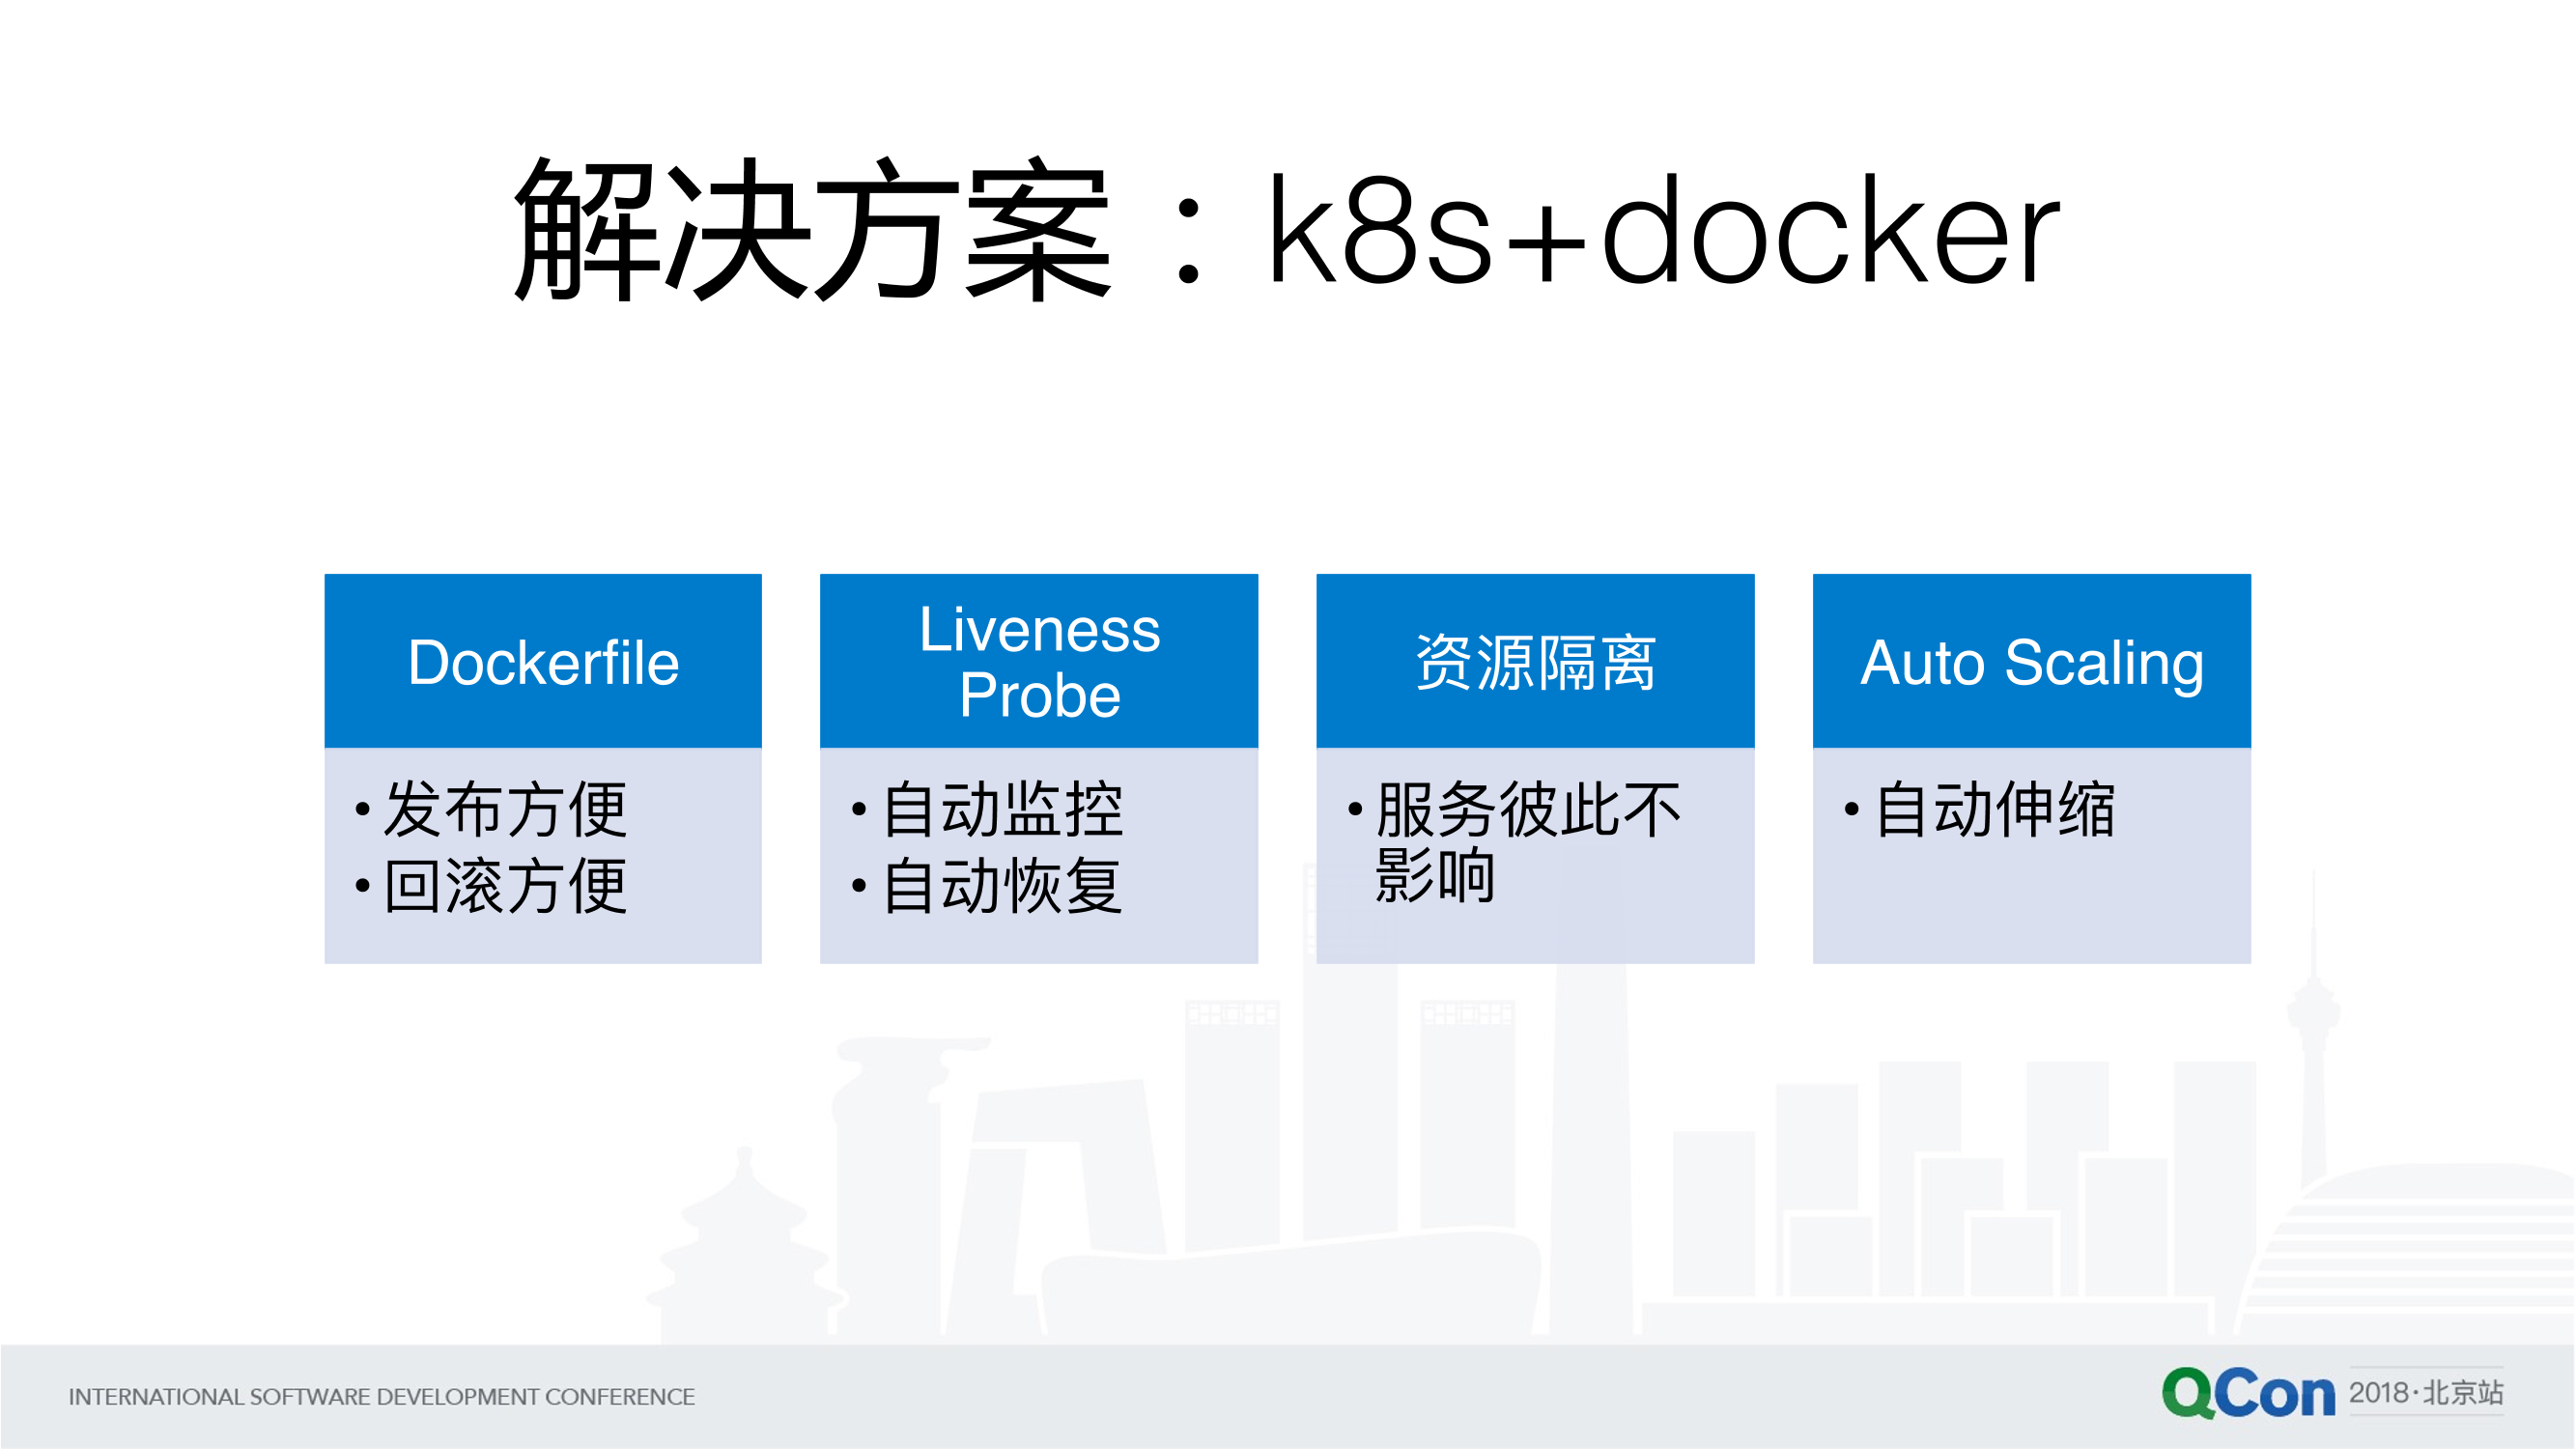 解决方案：k8s+docker
Dockerfile
• 发布方便
• 回滚方便
Liveness
Probe
• 自动监控
• 自动恢复
资源隔离
• 服务彼此不
影响
Auto Scaling
• 自动伸缩
INTERNATIONAL SOFTWARE DEVELOPMENT CONFERENCE
QCon 2018·北京站